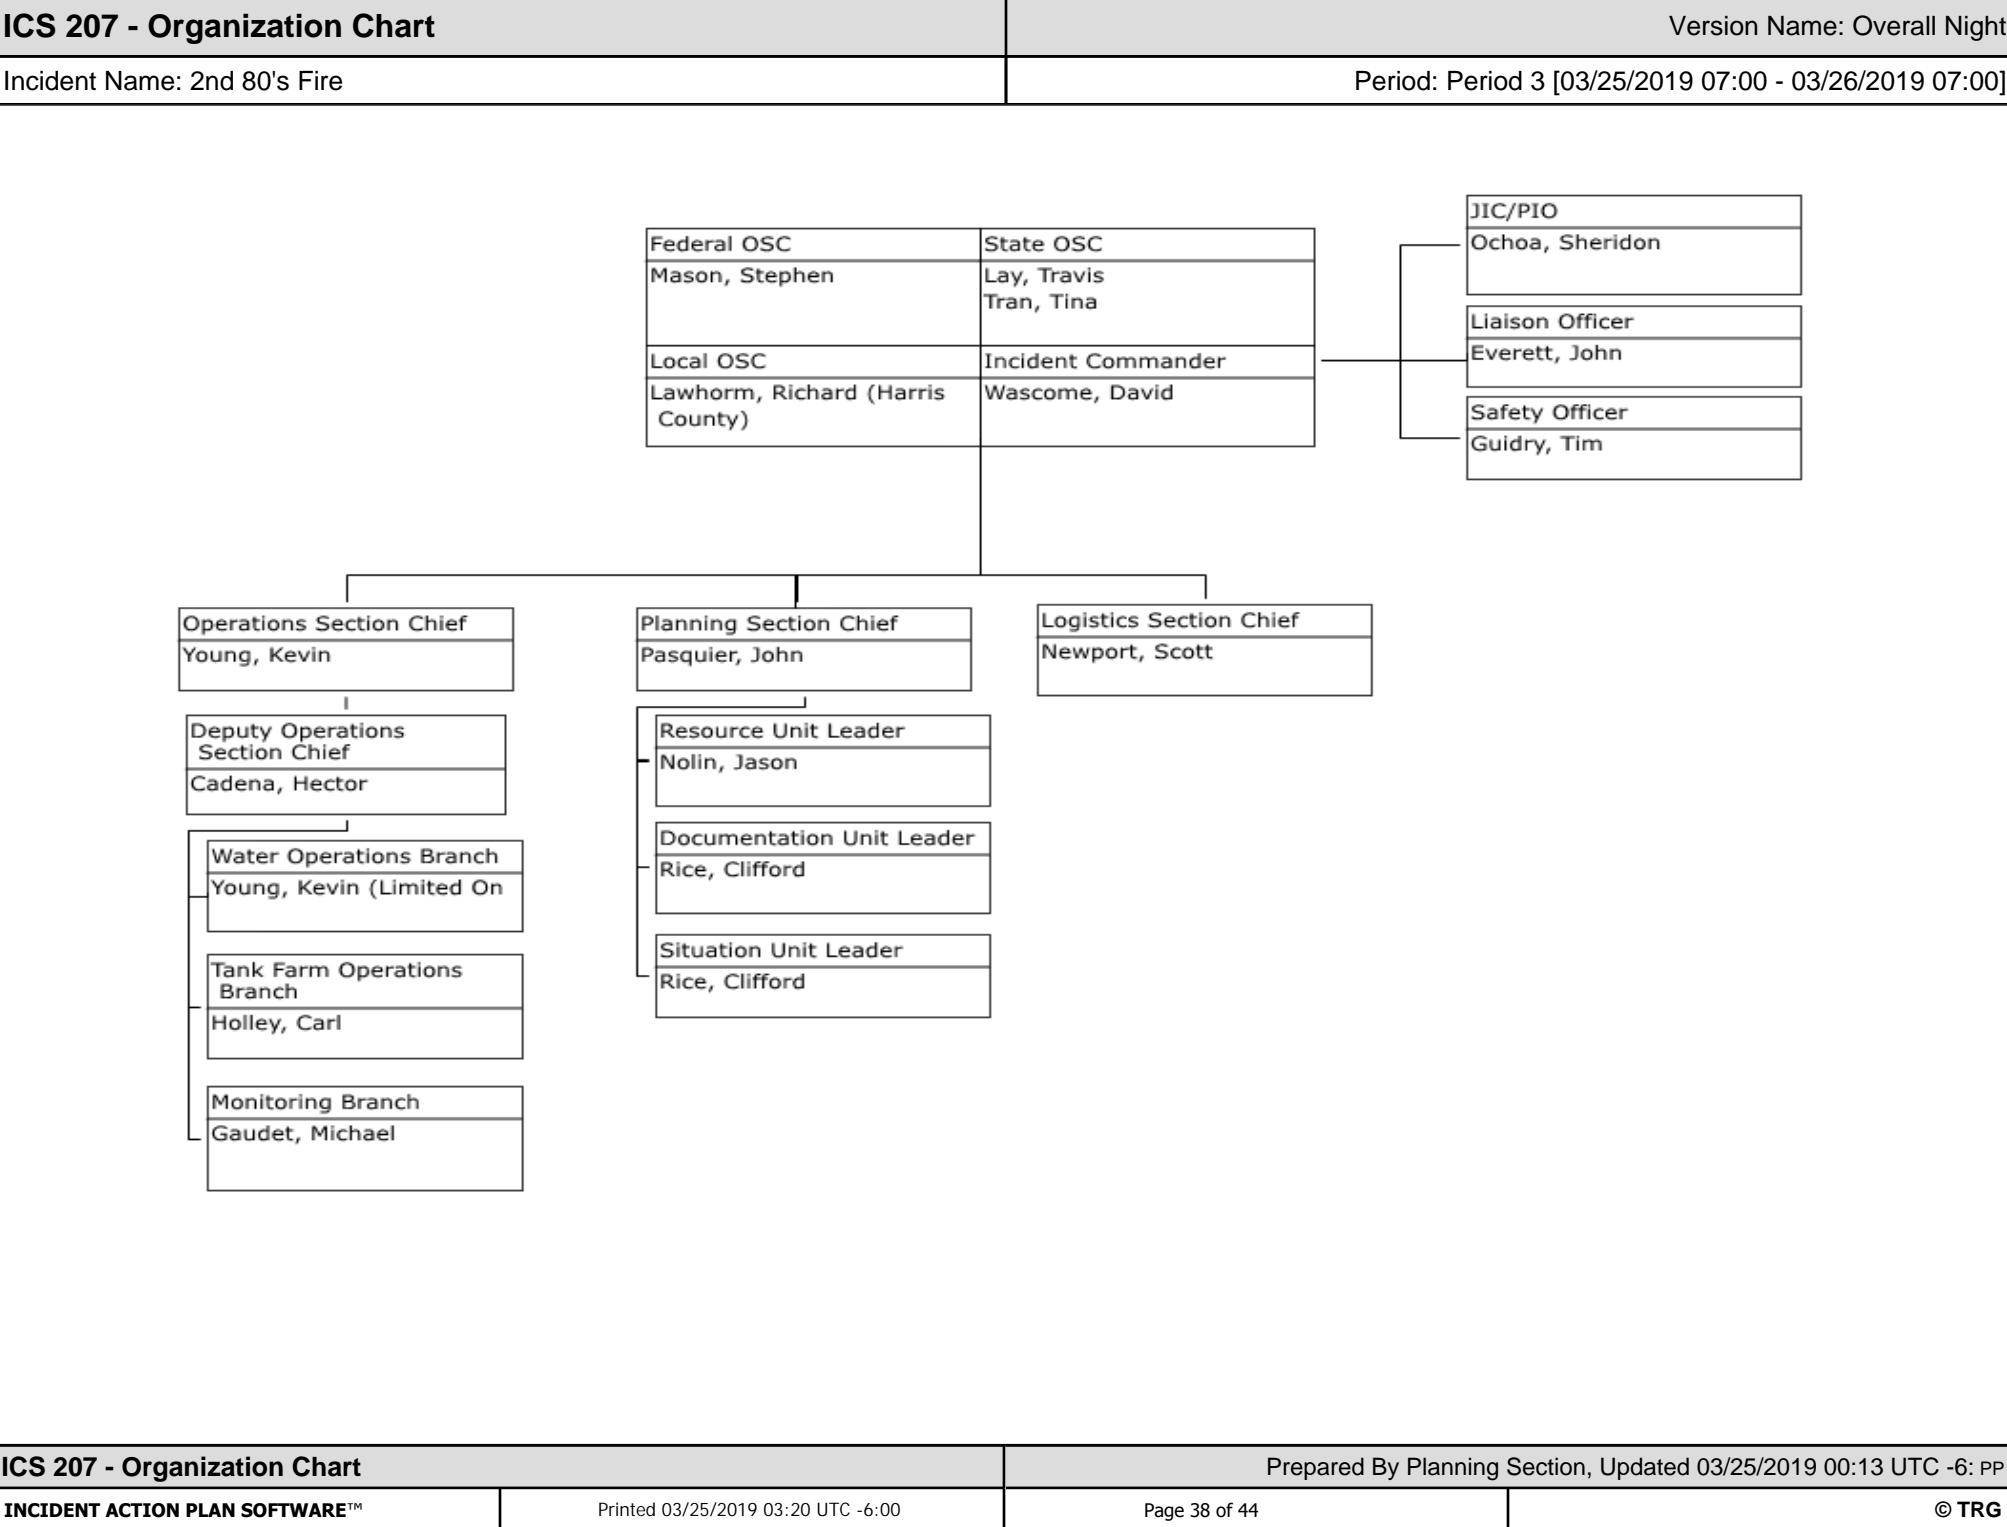 ICS 207 - Organization Chart
Version Name: Overall Night
Incident Name: 2nd 80's Fire
Period: Period 3 [03/25/2019 07:00 - 03/26/2019 07:00]
JIC/PIO
Ochoa, Sheridon
Federal OSC
Mason, Stephen
State OSC
Lay, Travis
Tran, Tina
Liaison Officer
Everett, John
Local OSC
Lawhorm, Richard (Harris
County)
Incident Commander
Wascome, David
Safety Officer
Guidry, Tim
Operations Section Chief
Young, Kevin
Planning Section Chief
Pasquier, John
Logistics Section Chief
Newport, Scott
Deputy Operations
Section Chief
Cadena, Hector
Resource Unit Leader
Nolin, Jason
Water Operations Branch
Young, Kevin (Limited On
Documentation Unit Leader
Rice, Clifford
Tank Farm Operations
Branch
Holley, Carl
Situation Unit Leader
Rice, Clifford
Monitoring Branch
Gaudet, Michael
ICS 207 - Organization Chart
Prepared By Planning Section, Updated 03/25/2019 00:13 UTC -6: PP
INCIDENT ACTION PLAN SOFTWARE™
Printed 03/25/2019 03:20 UTC -6:00
Page 38 of 44
© TRG